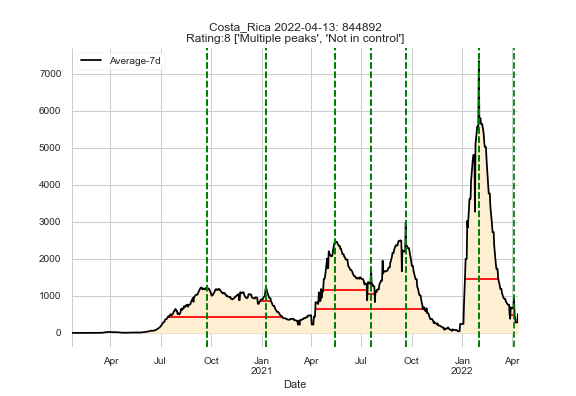 Costa_Rica 2022-04-13: 844892
Rating:8 ['Multiple peaks', 'Not in control']
Average-7d
7000
6000
5000
4000
3000
2000
1000
0
Apr Jul Oct Jan Apr Jul Oct Jan Apr
2021 2022
Date